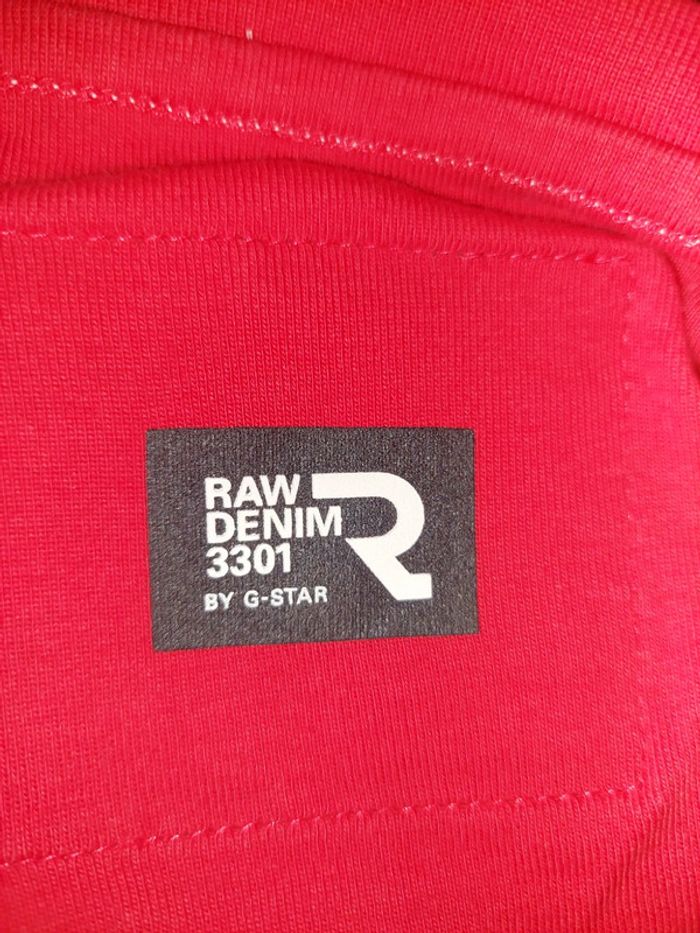 RAW
DENIM
3301
BY G-STAR